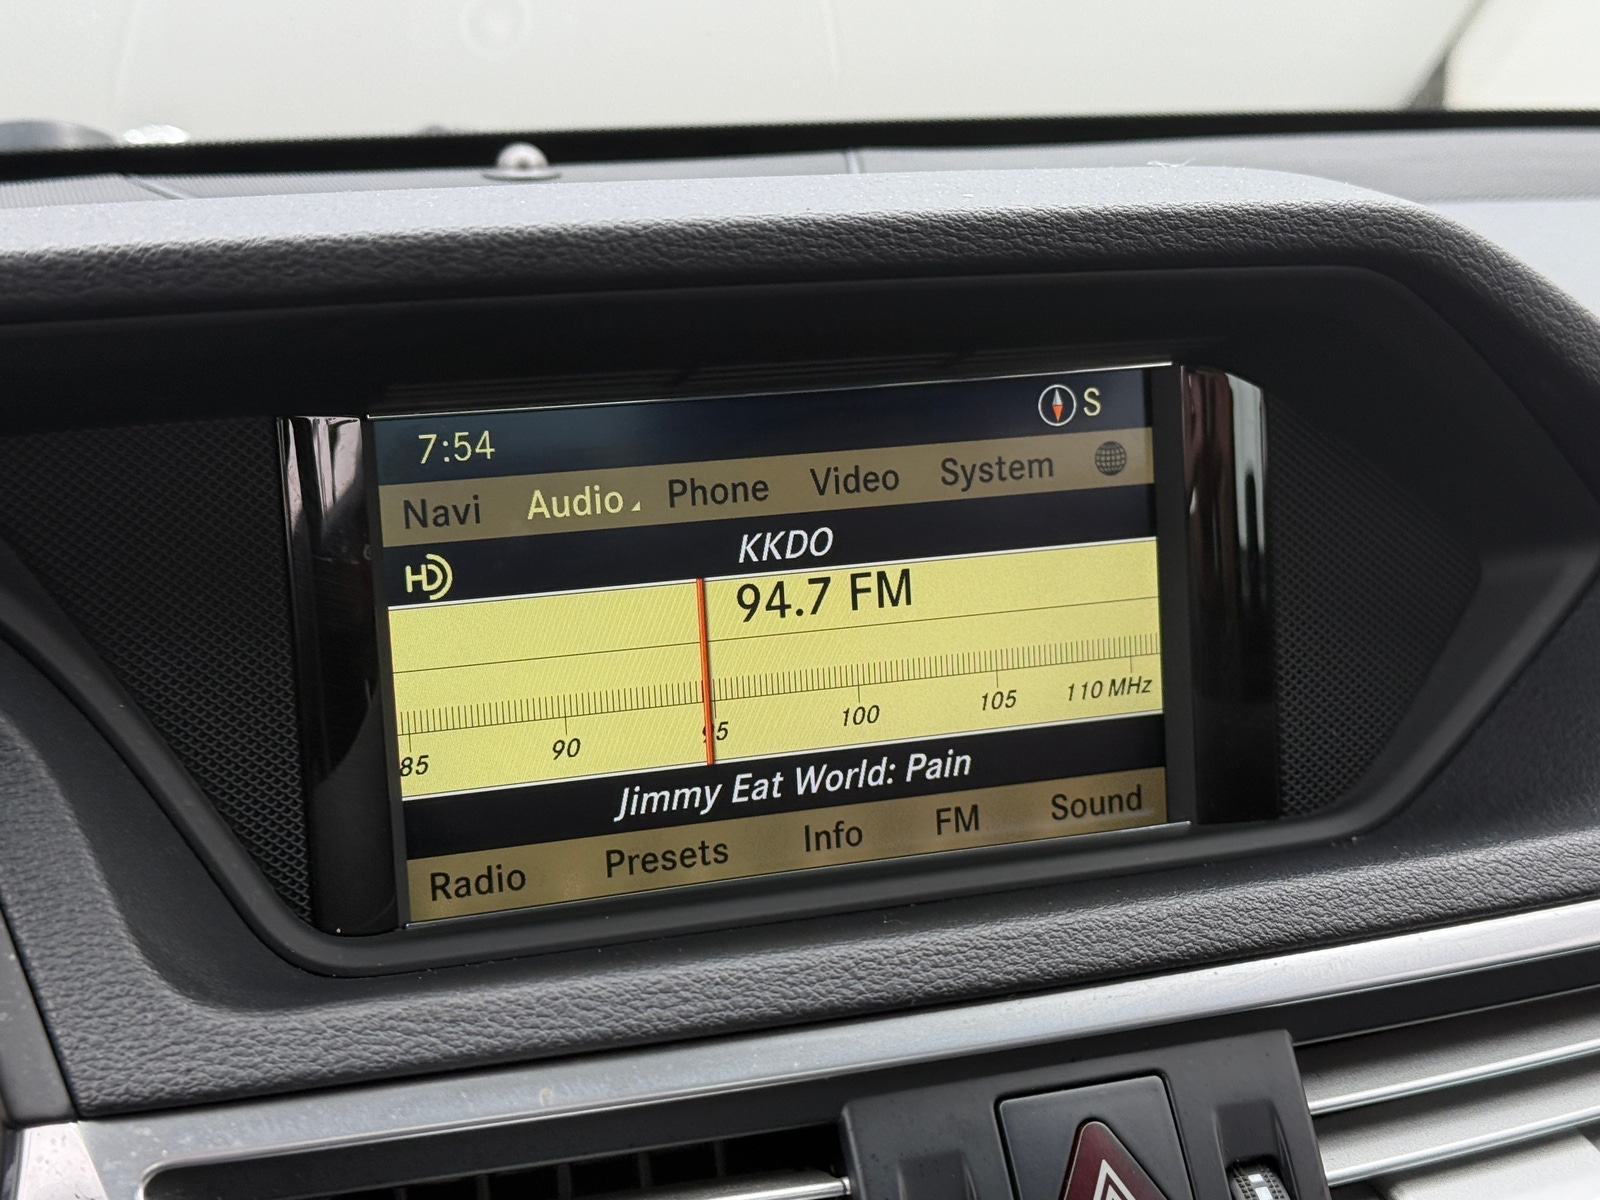 7:54 S
Navi Audio Phone Video System
HD KKDO
94.7 FM
85 90 95 100 105 110 MHz
Jimmy Eat World: Pain
Radio Presets Info FM Sound